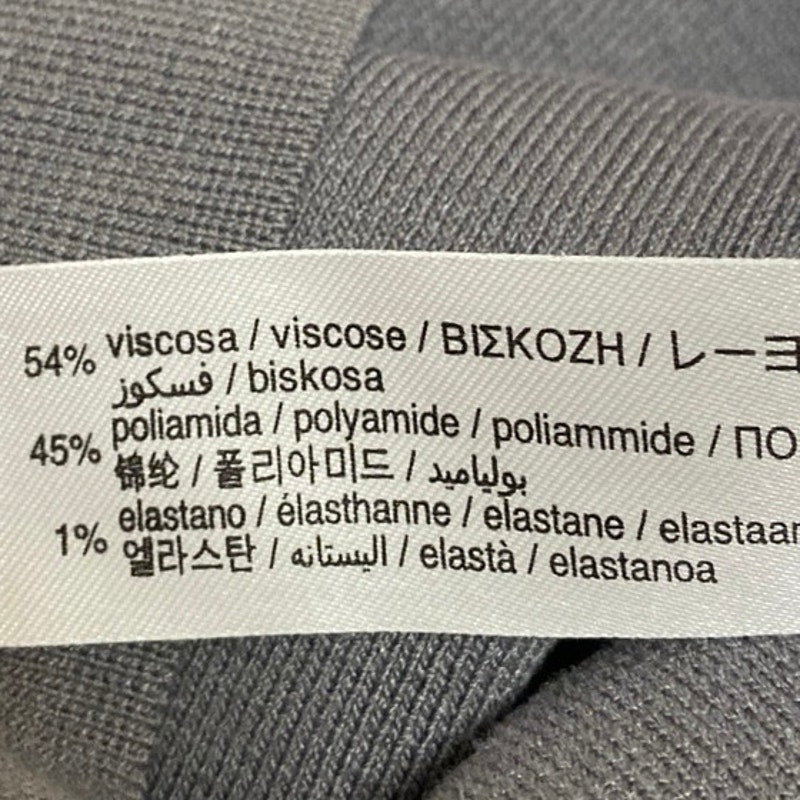 54% viscosa / viscose / ΒΙΣΚΟΖΗ / レーヨ
فسكوز / biskosa
45% poliamida / polyamide / poliammide / ΠΟ
锦纶 / 폴리아미드 / بولياميد
1% elastano / élasthanne / elastane / elastaan
엘라스탄 / اليستانه / elastà / elastanoa